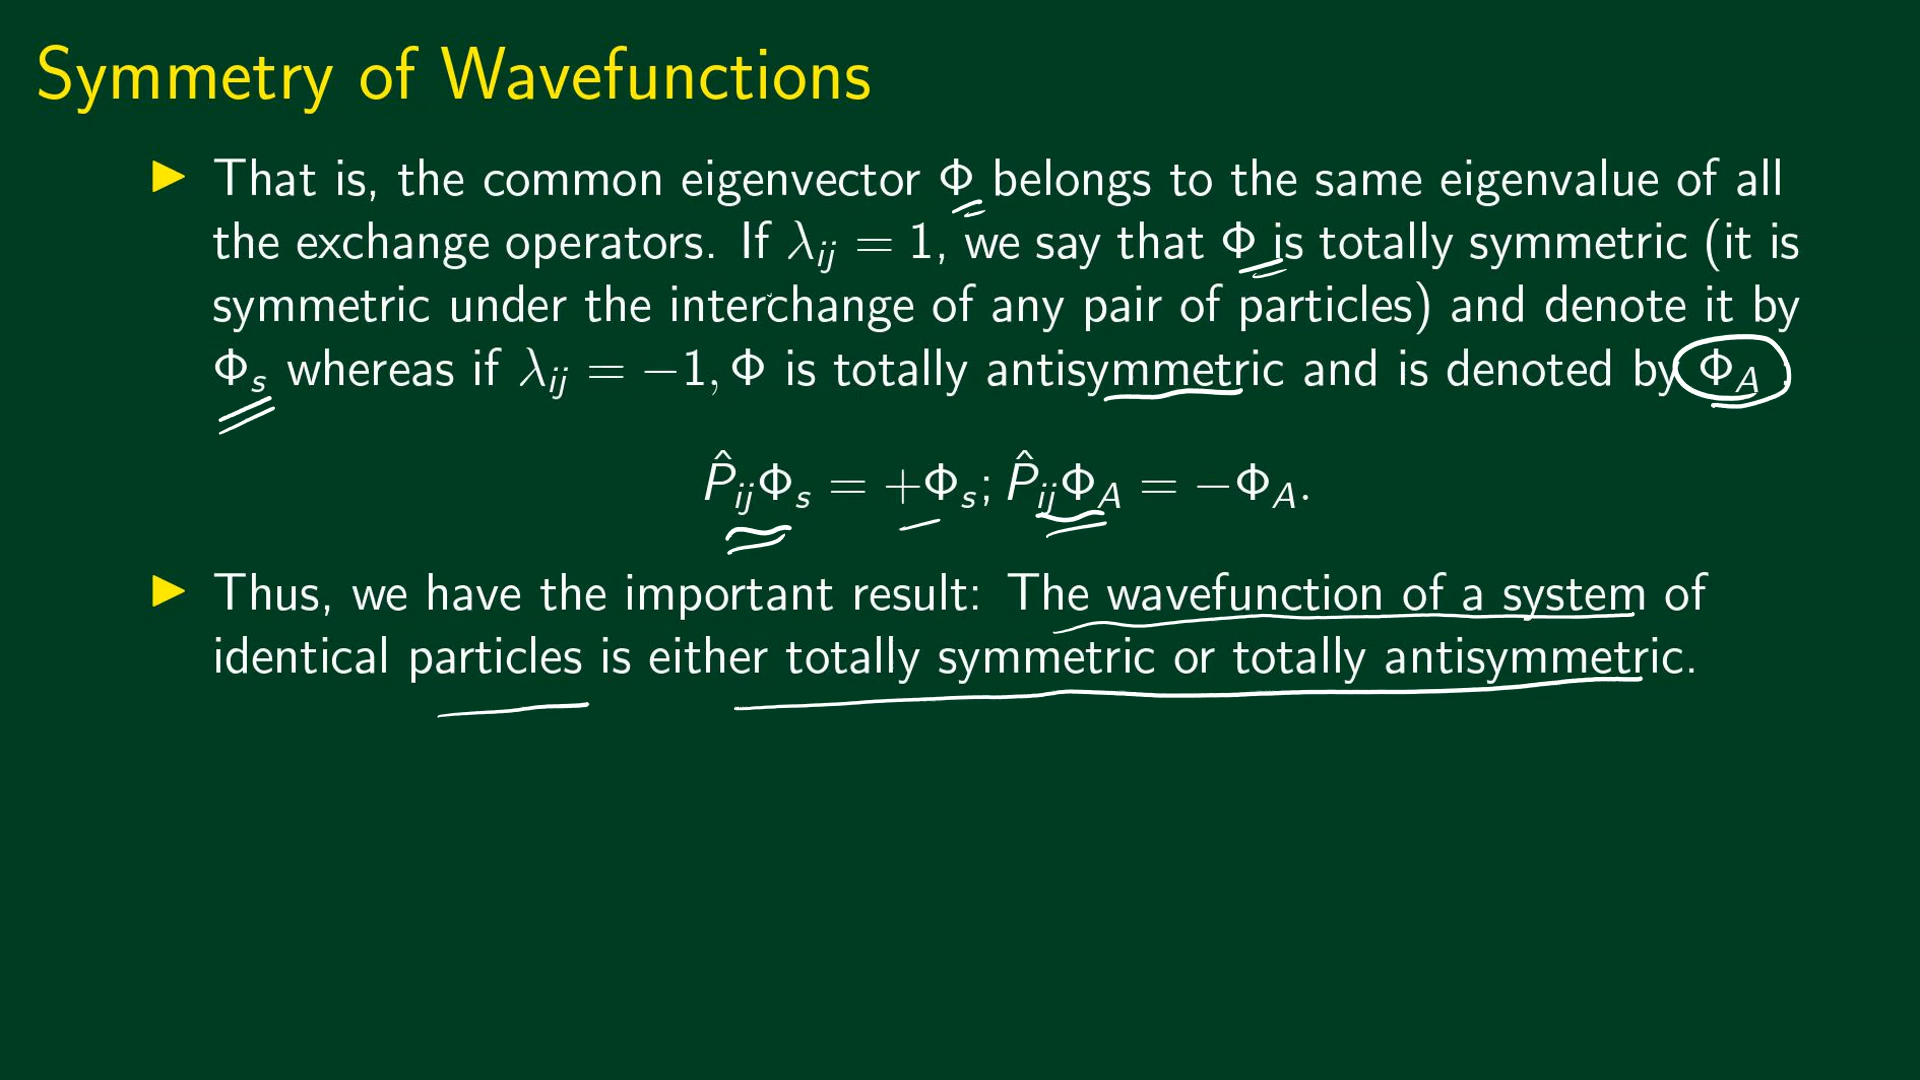 Symmetry of Wavefunctions
▶ That is, the common eigenvector Φ belongs to the same eigenvalue of all
the exchange operators. If λ_ij = 1, we say that Φ is totally symmetric (it is
symmetric under the interchange of any pair of particles) and denote it by
Φ_s whereas if λ_ij = −1, Φ is totally antisymmetric and is denoted by Φ_A.
P̂_ijΦ_s = +Φ_s; P̂_ijΦ_A = −Φ_A.
▶ Thus, we have the important result: The wavefunction of a system of
identical particles is either totally symmetric or totally antisymmetric.